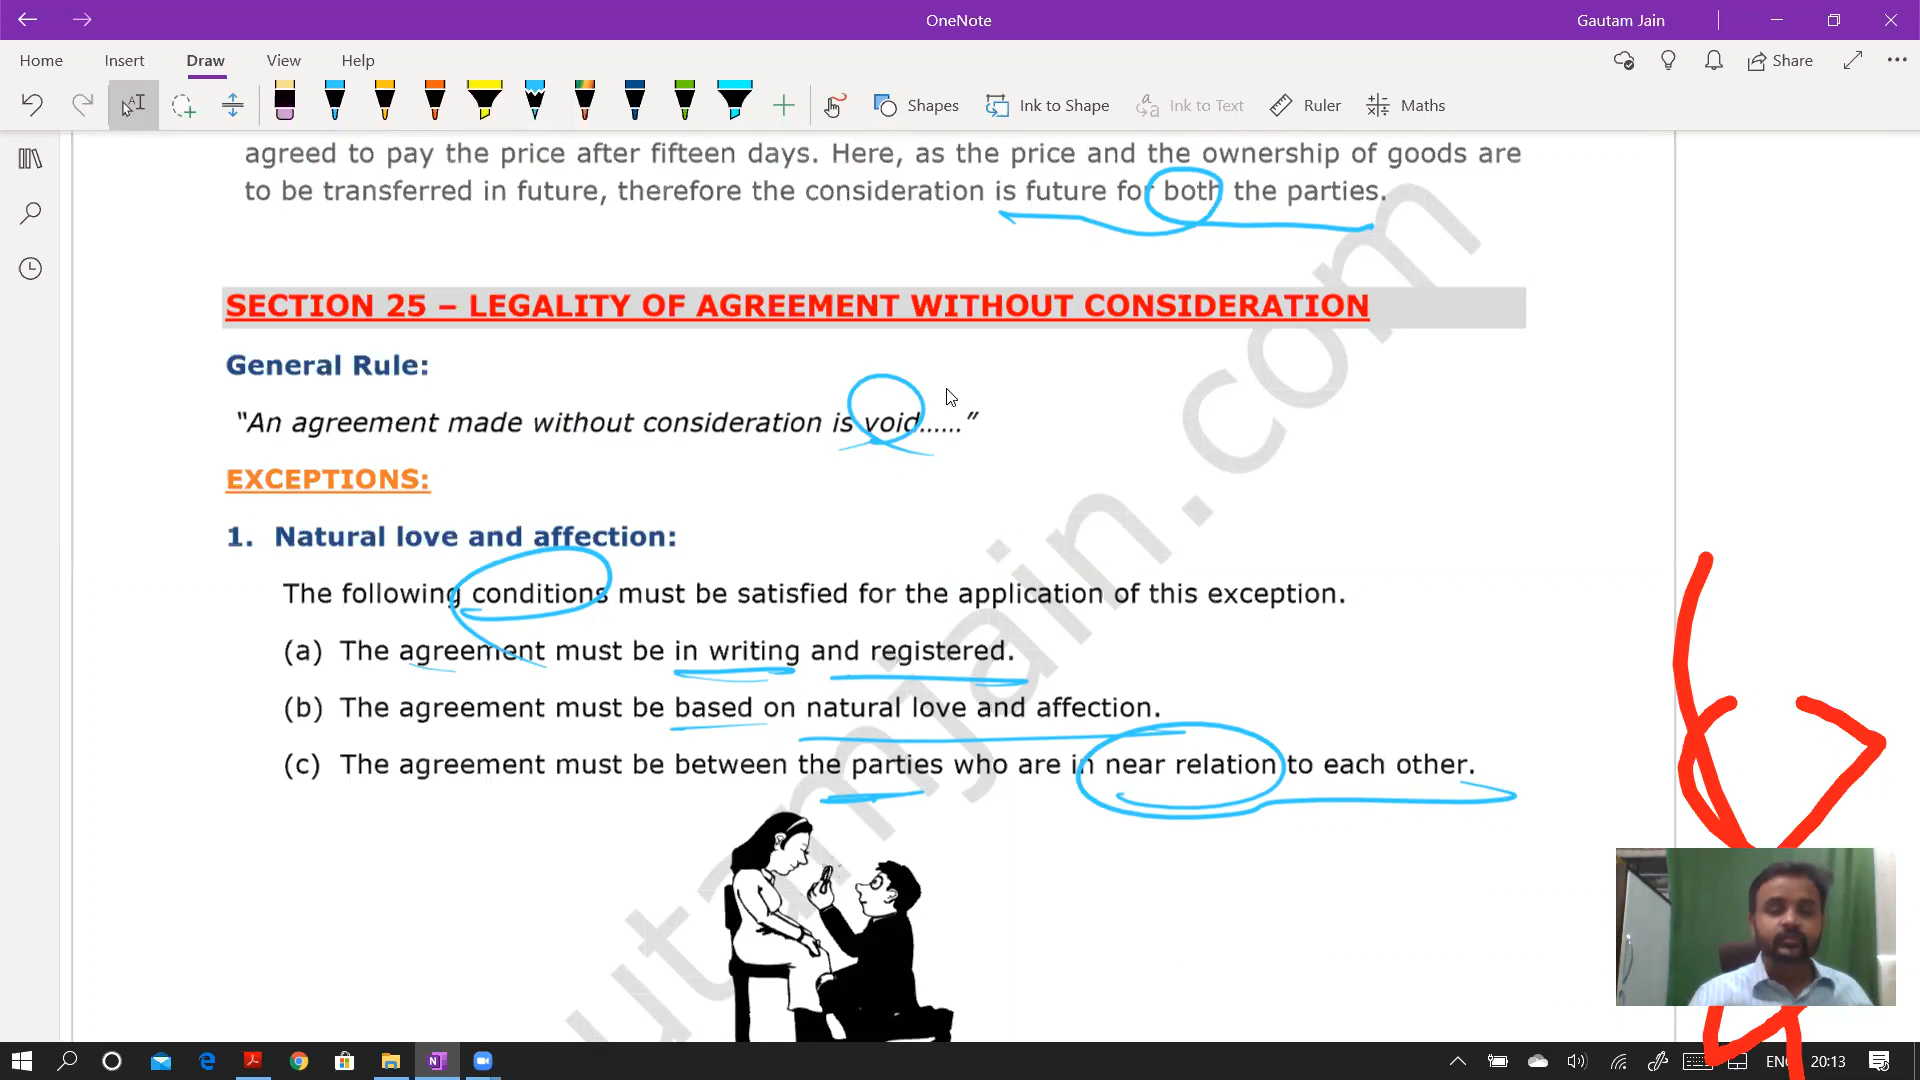 OneNote
Gautam Jain
Home Insert Draw View Help
Share
Shapes Ink to Shape Ink to Text Ruler Maths
agreed to pay the price after fifteen days. Here, as the price and the ownership of goods are
to be transferred in future, therefore the consideration is future for both the parties.
SECTION 25 – LEGALITY OF AGREEMENT WITHOUT CONSIDERATION
General Rule:
“An agreement made without consideration is void......”
EXCEPTIONS:
1. Natural love and affection:
The following conditions must be satisfied for the application of this exception.
(a) The agreement must be in writing and registered.
(b) The agreement must be based on natural love and affection.
(c) The agreement must be between the parties who are in near relation to each other.
utamjain.com
20:13